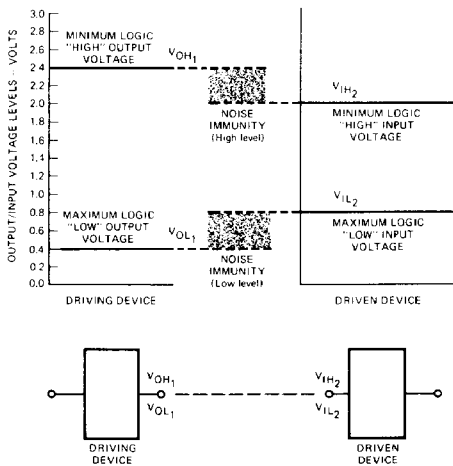 OUTPUT/INPUT VOLTAGE LEVELS – VOLTS
3.0
2.8
2.6
2.4
2.2
2.0
1.8
1.6
1.4
1.2
1.0
0.8
0.6
0.4
0.2
0.0
MINIMUM LOGIC
"HIGH" OUTPUT
VOLTAGE
VOH1
NOISE
IMMUNITY
(High level)
VIH2
MINIMUM LOGIC
"HIGH" INPUT
VOLTAGE
MAXIMUM LOGIC
"LOW" OUTPUT
VOLTAGE
VOL1
NOISE
IMMUNITY
(Low level)
VIL2
MAXIMUM LOGIC
"LOW" INPUT
VOLTAGE
DRIVING DEVICE
DRIVEN DEVICE
VOH1
VOL1
VIH2
VIL2
DRIVING
DEVICE
DRIVEN
DEVICE